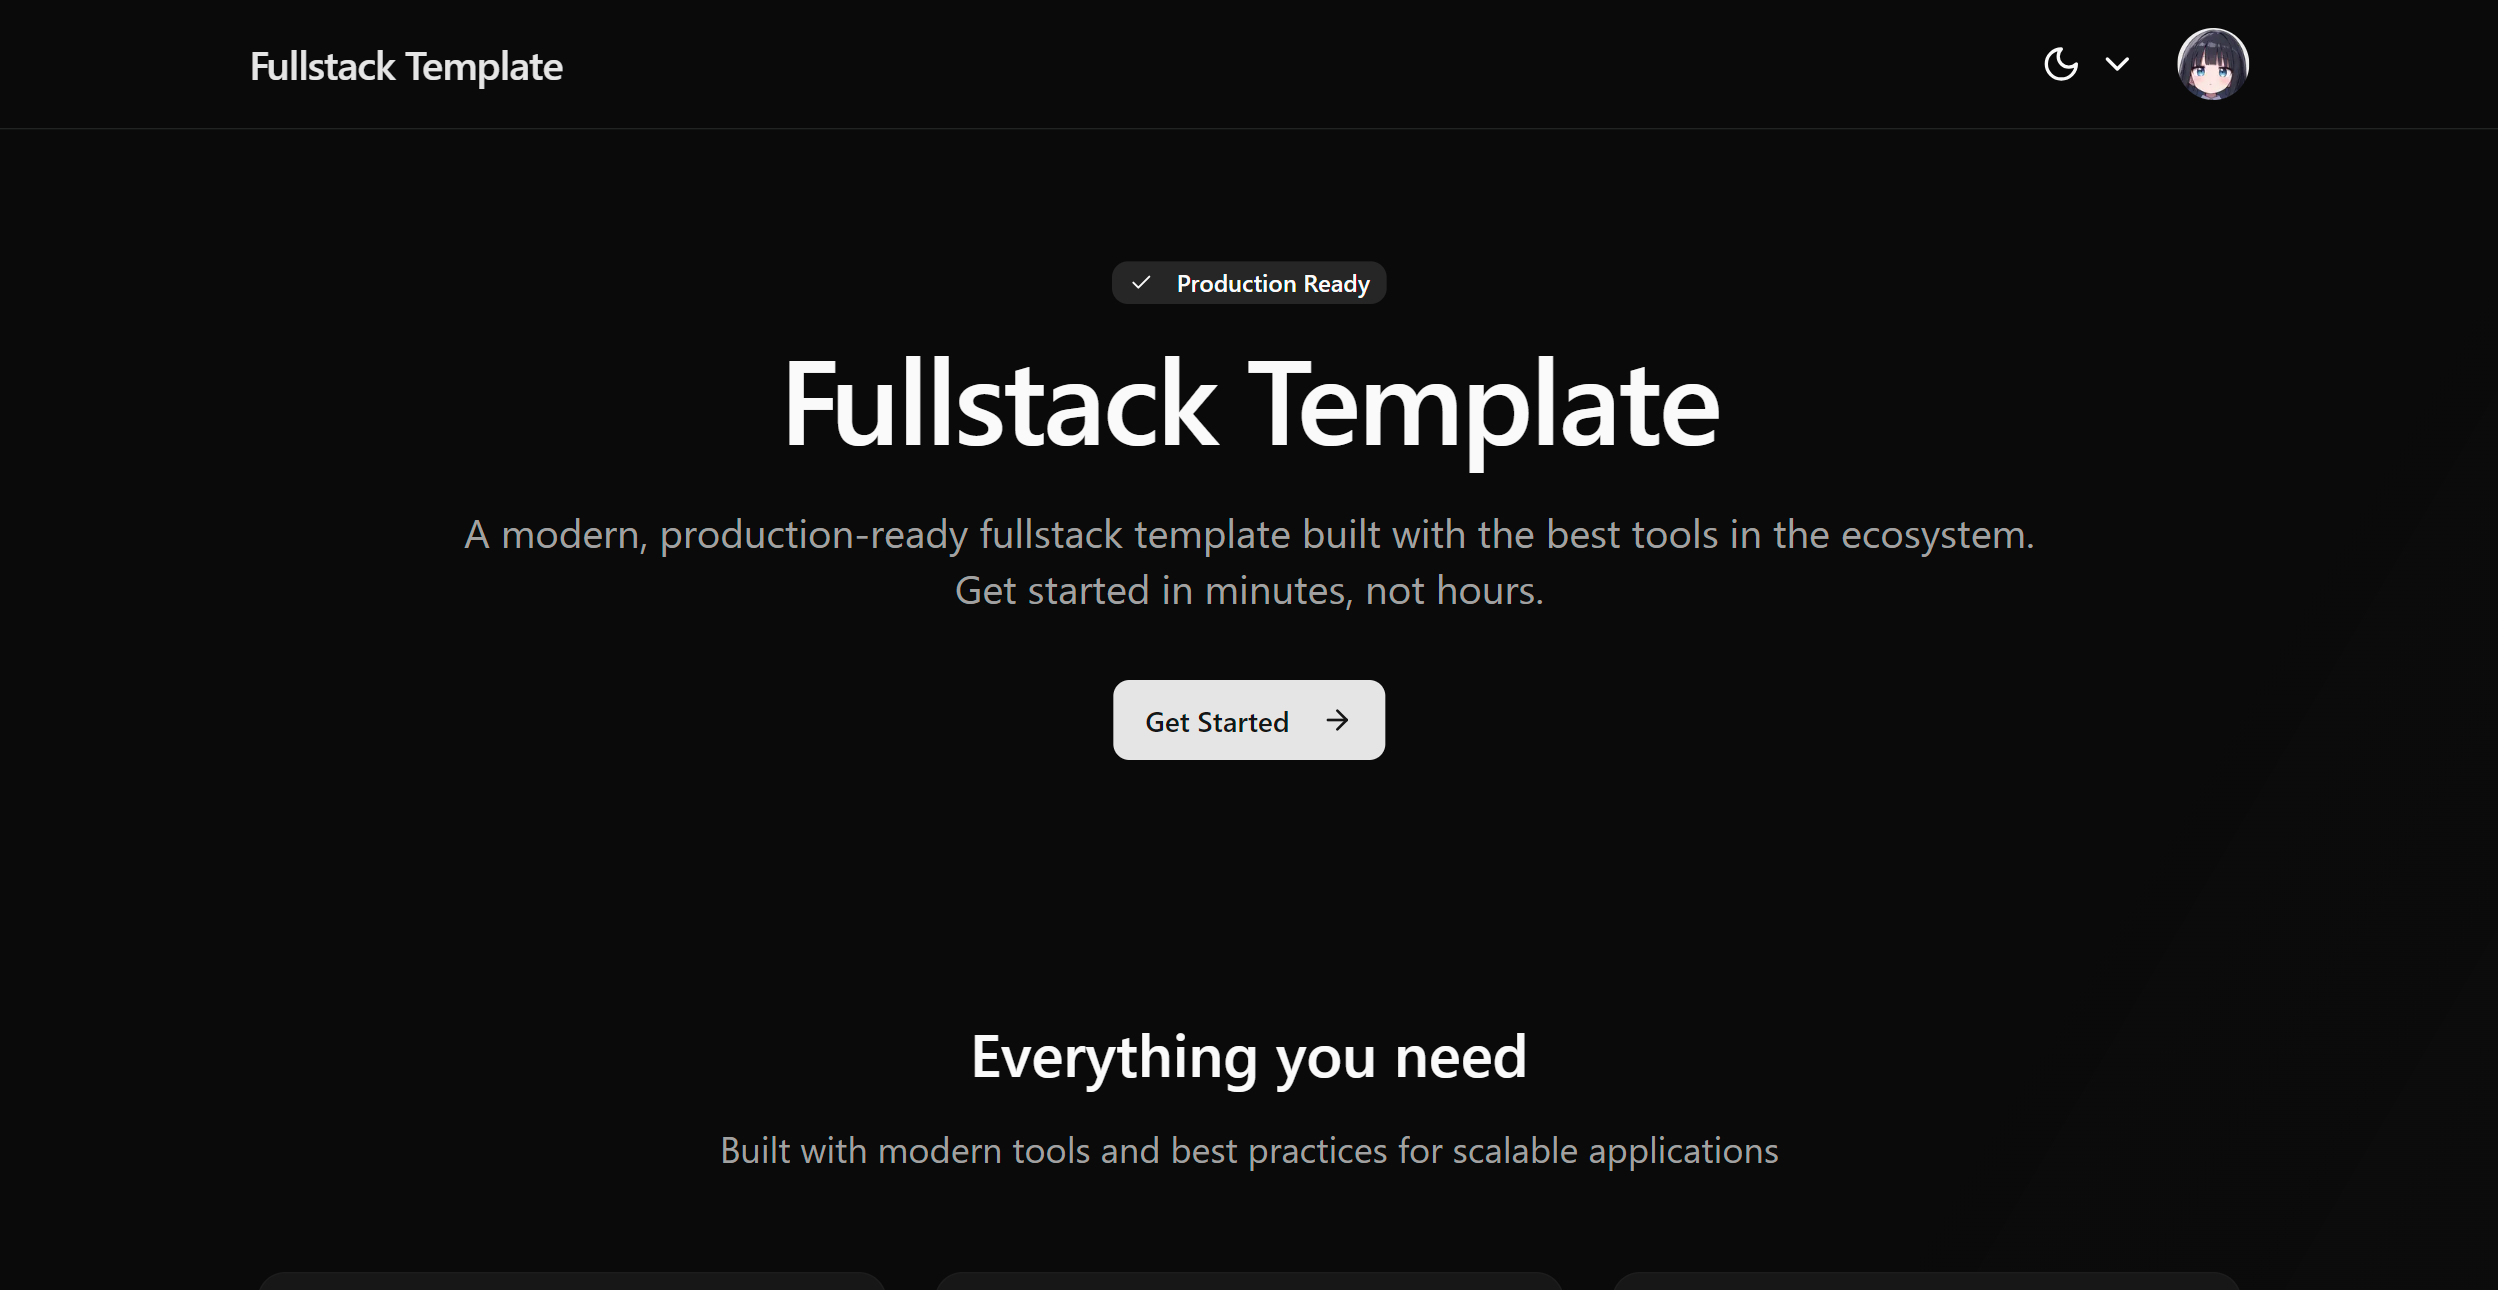 Fullstack Template
Production Ready
Fullstack Template
A modern, production-ready fullstack template built with the best tools in the ecosystem.
Get started in minutes, not hours.
Get Started
Everything you need
Built with modern tools and best practices for scalable applications